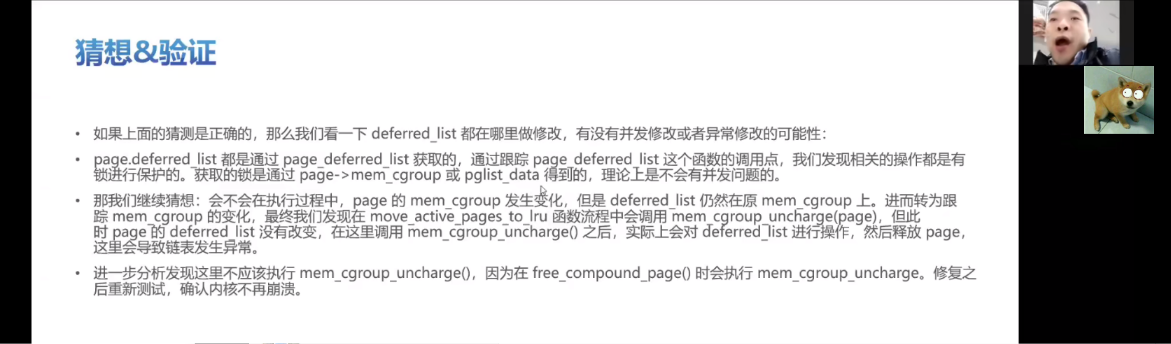 猜想&验证
• 如果上面的猜测是正确的，那么我们看一下 deferred_list 都在哪里做修改，有没有并发修改或者异常修改的可能性：
• page.deferred_list 都是通过 page_deferred_list 获取的，通过跟踪 page_deferred_list 这个函数的调用点，我们发现相关的操作都是有
锁进行保护的。获取的锁是通过 page->mem_cgroup 或 pglist_data 得到的，理论上是不会有并发问题的。
• 那我们继续猜想：会不会在执行过程中，page 的 mem_cgroup 发生变化，但是 deferred_list 仍然在原 mem_cgroup 上。进而转为跟
踪 mem_cgroup 的变化，最终我们发现在 move_active_pages_to_lru 函数流程中会调用 mem_cgroup_uncharge(page)，但此
时 page 的 deferred_list 没有改变，在这里调用 mem_cgroup_uncharge() 之后，实际上会对 deferred_list 进行操作，然后释放 page，
这里会导致链表发生异常。
• 进一步分析发现这里不应该执行 mem_cgroup_uncharge()，因为在 free_compound_page() 时会执行 mem_cgroup_uncharge。修复之
后重新测试，确认内核不再崩溃。